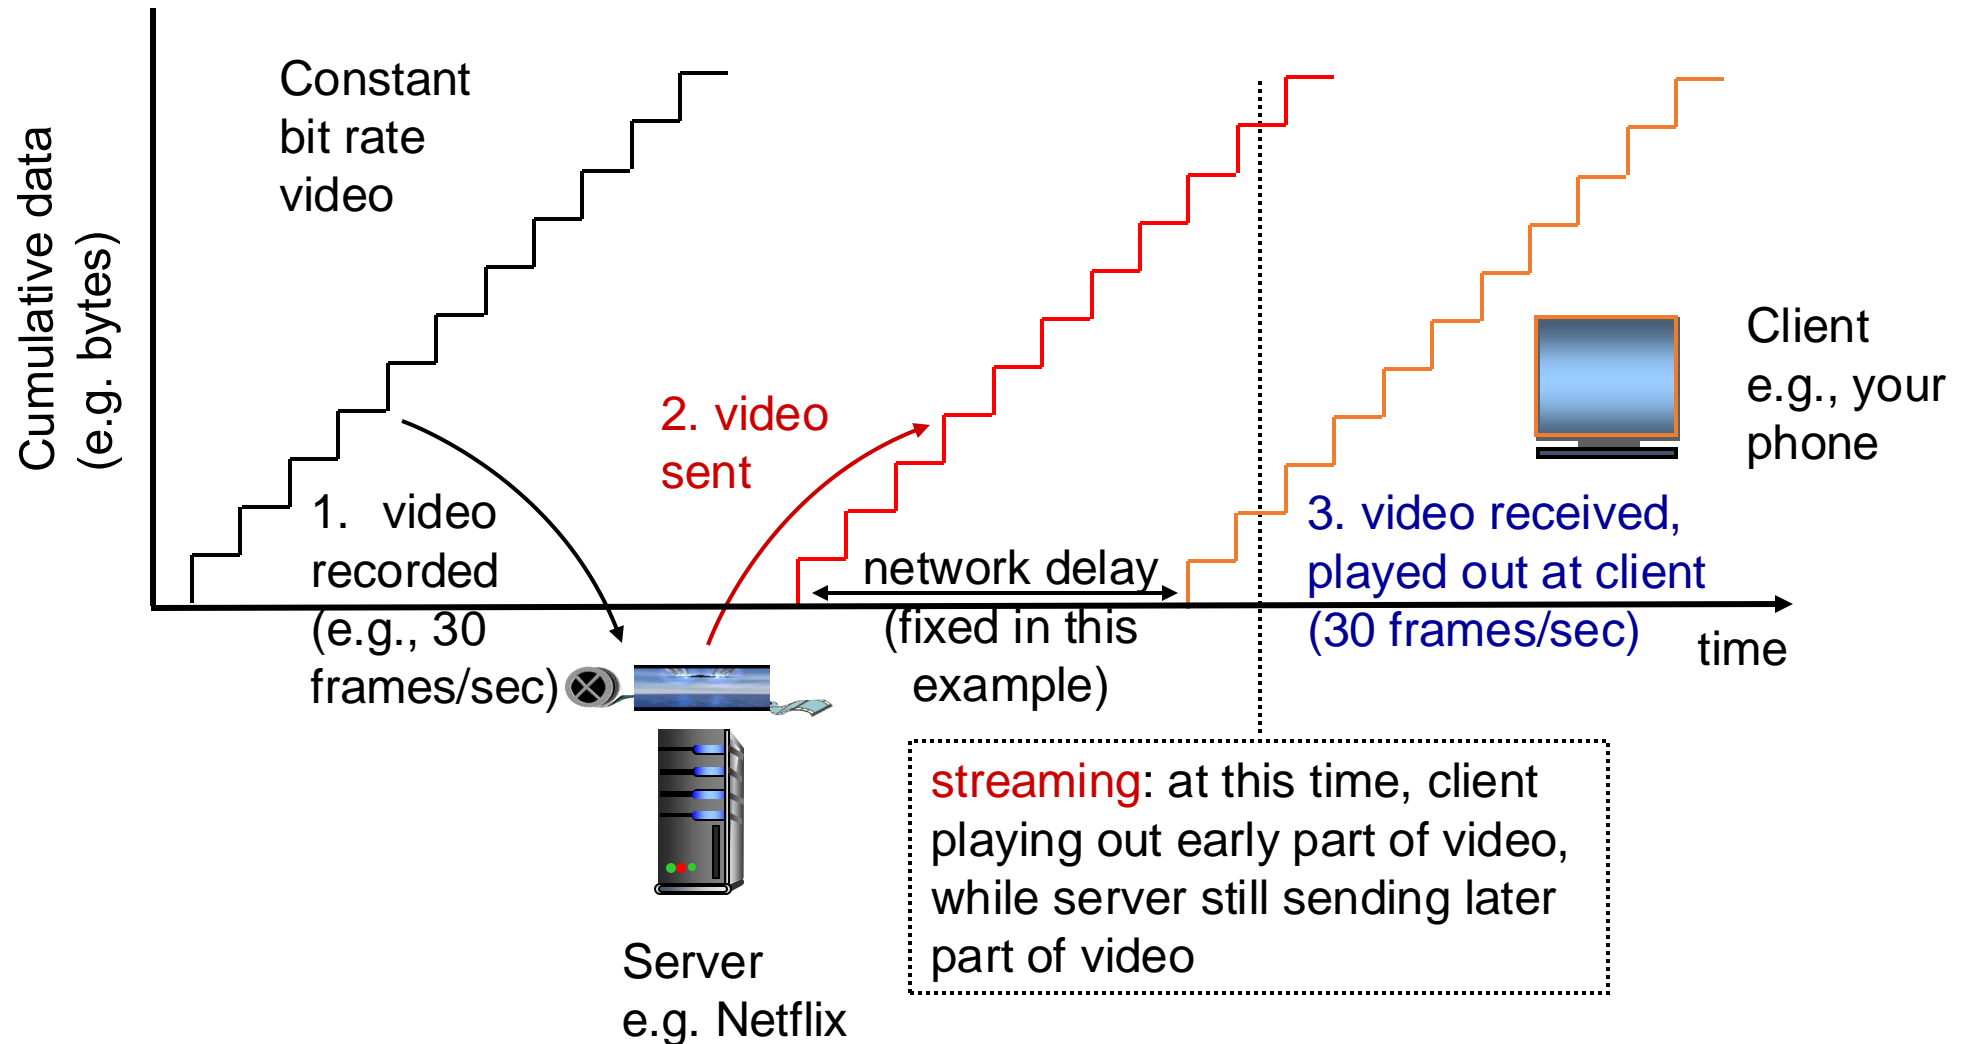 Cumulative data
(e.g. bytes)
Constant
bit rate
video
1. video
recorded
(e.g., 30
frames/sec)
2. video
sent
network delay
(fixed in this
example)
3. video received,
played out at client
(30 frames/sec)
Client
e.g., your
phone
time
streaming: at this time, client
playing out early part of video,
while server still sending later
part of video
Server
e.g. Netflix